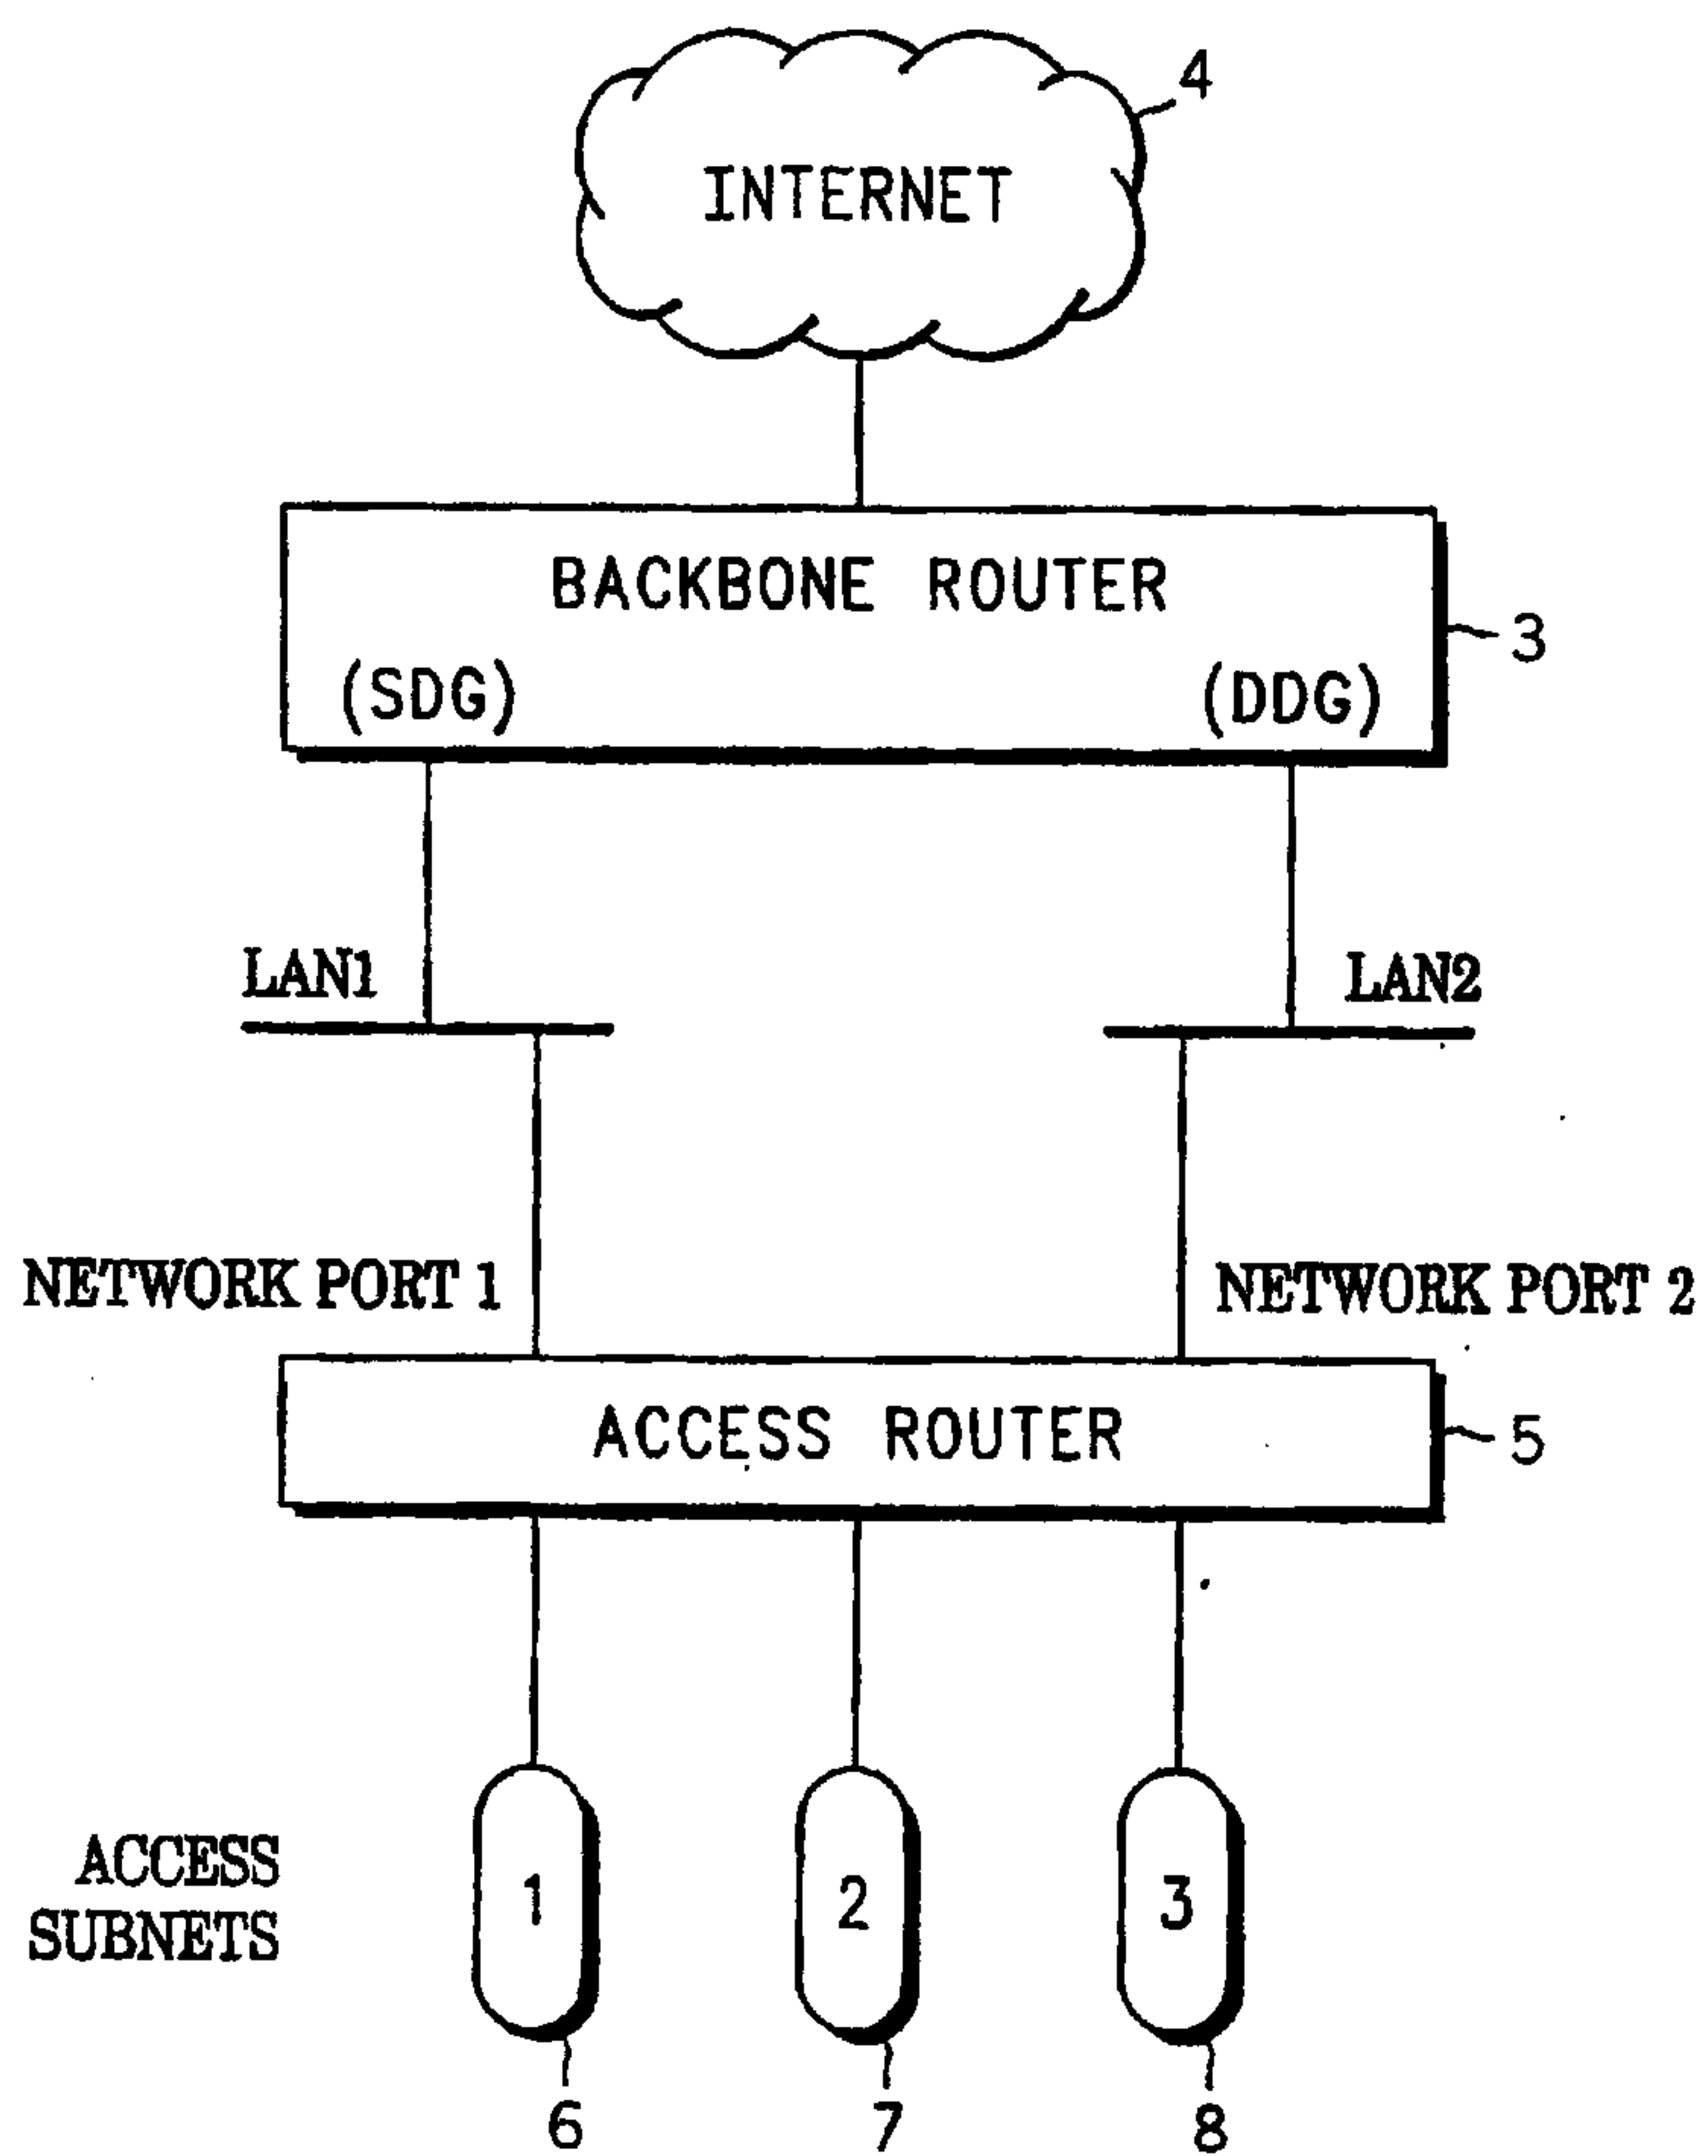 4
INTERNET
BACKBONE ROUTER
3
(SDG) (DDG)
LAN1 LAN2
NETWORK PORT 1 NETWORK PORT 2
ACCESS ROUTER
5
1 2 3
ACCESS
SUBNETS
6 7 8